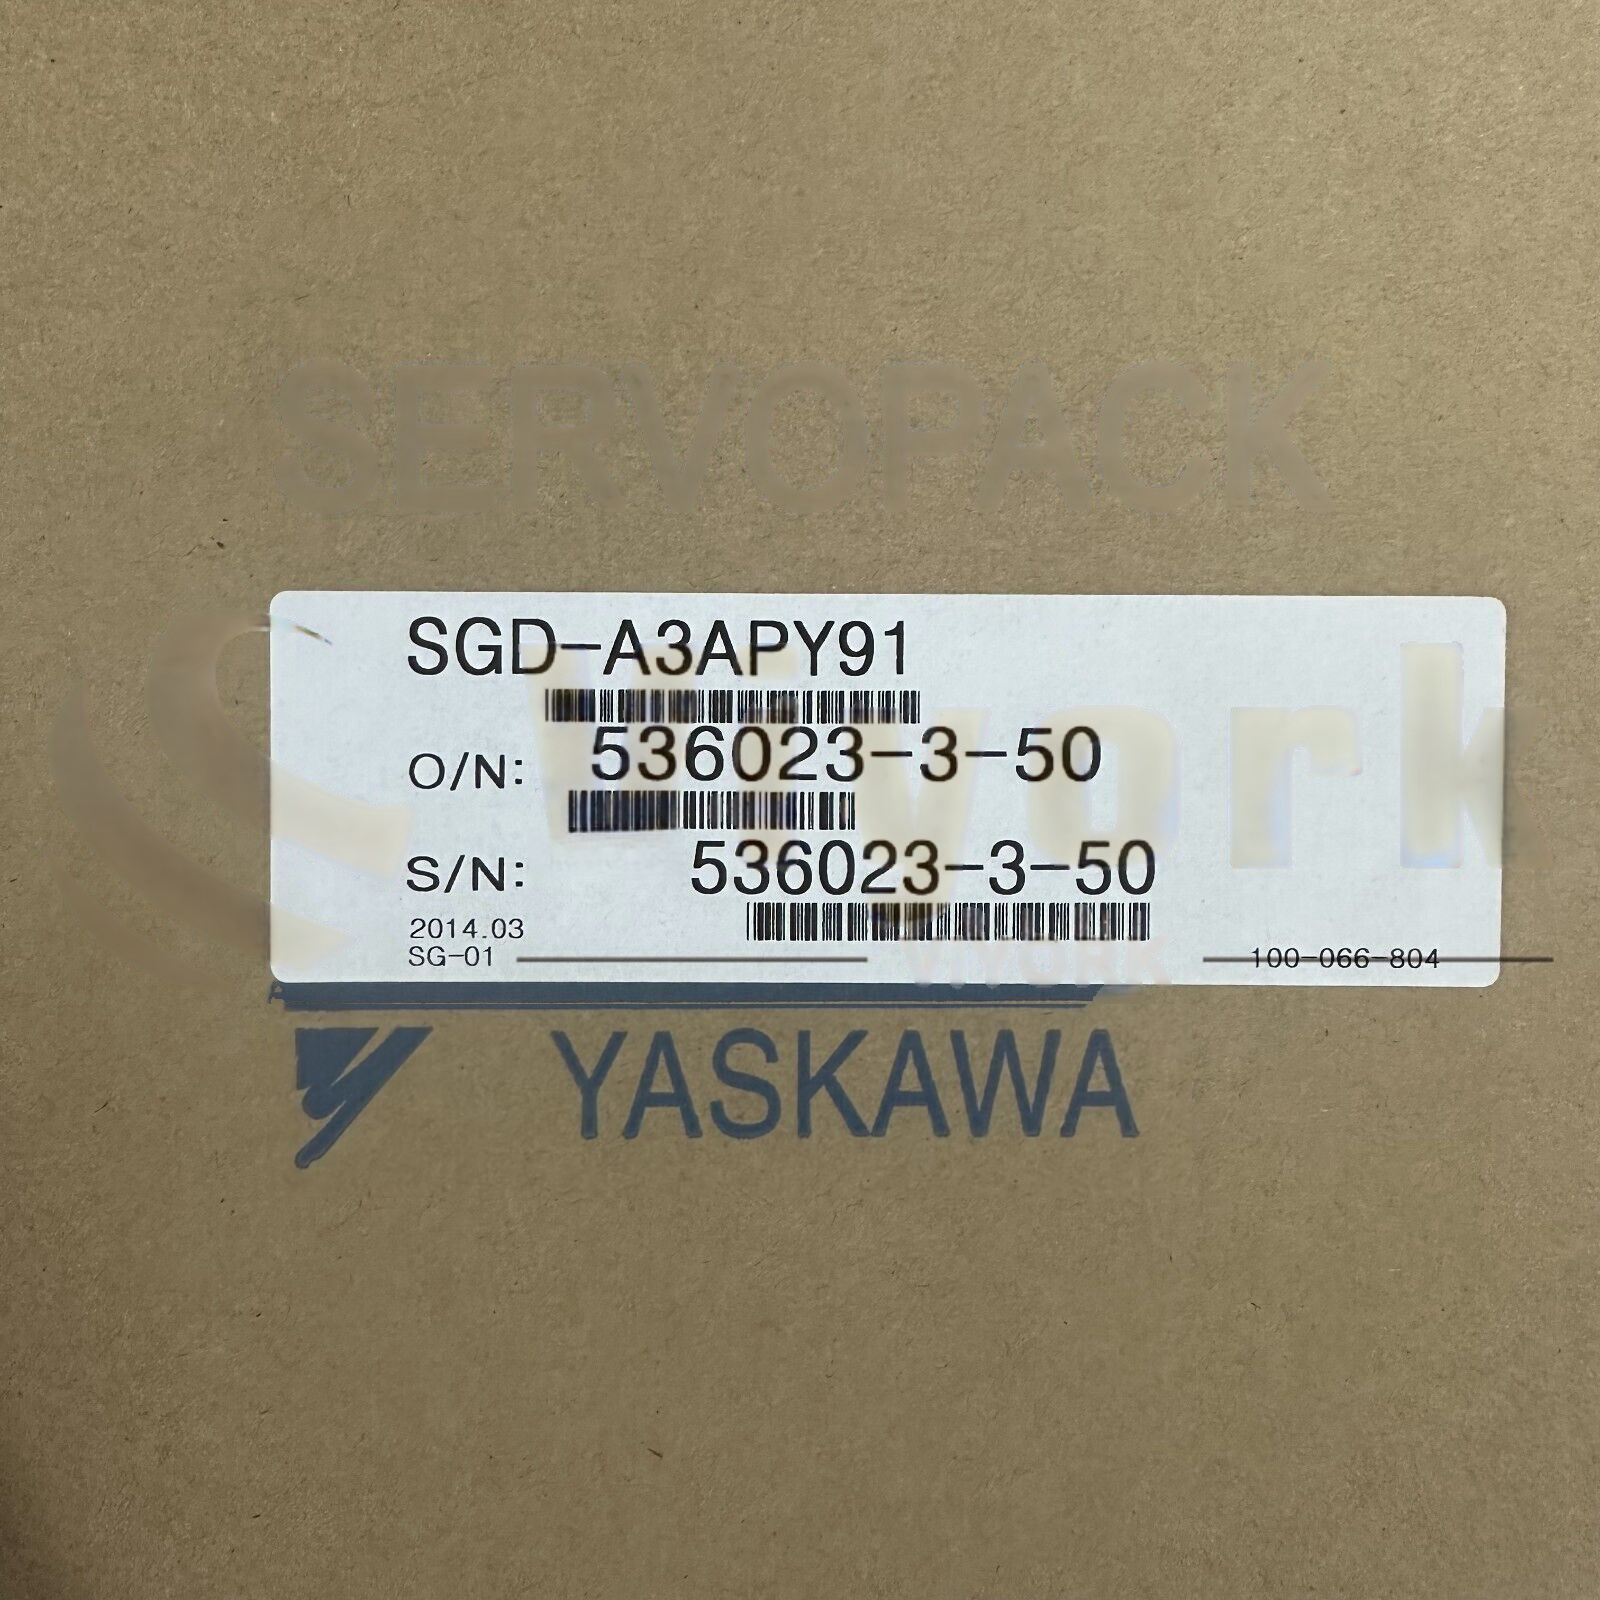 SERVOPACK
SGD-A3APY91
O/N: 536023-3-50
S/N: 536023-3-50
2014.03
SG-01 100-066-804
YASKAWA